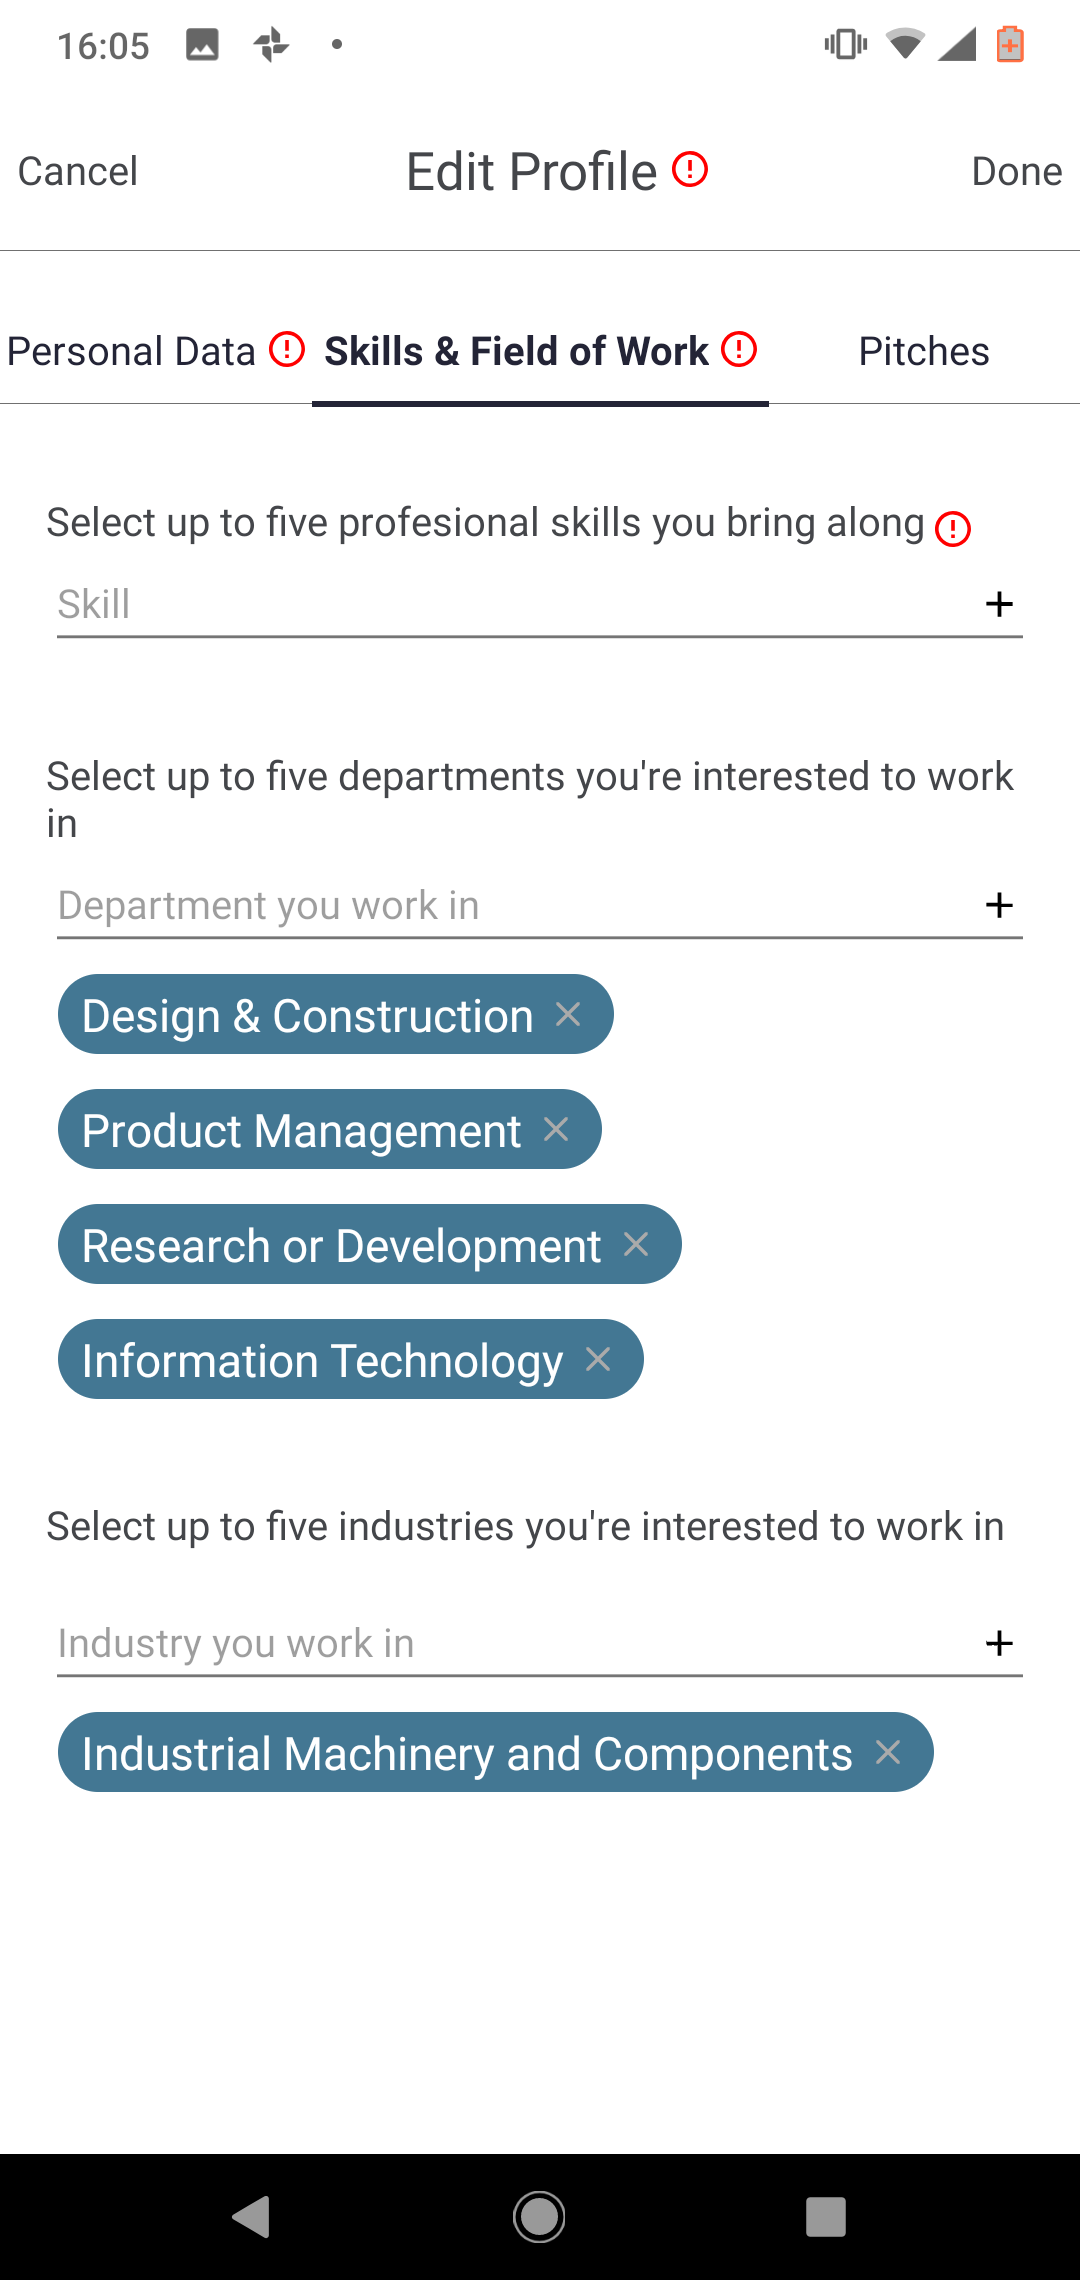 16:05
Cancel Edit Profile Done
Personal Data Skills & Field of Work Pitches
Select up to five profesional skills you bring along
Skill
Select up to five departments you're interested to work
in
Department you work in
Design & Construction
Product Management
Research or Development
Information Technology
Select up to five industries you're interested to work in
Industry you work in
Industrial Machinery and Components